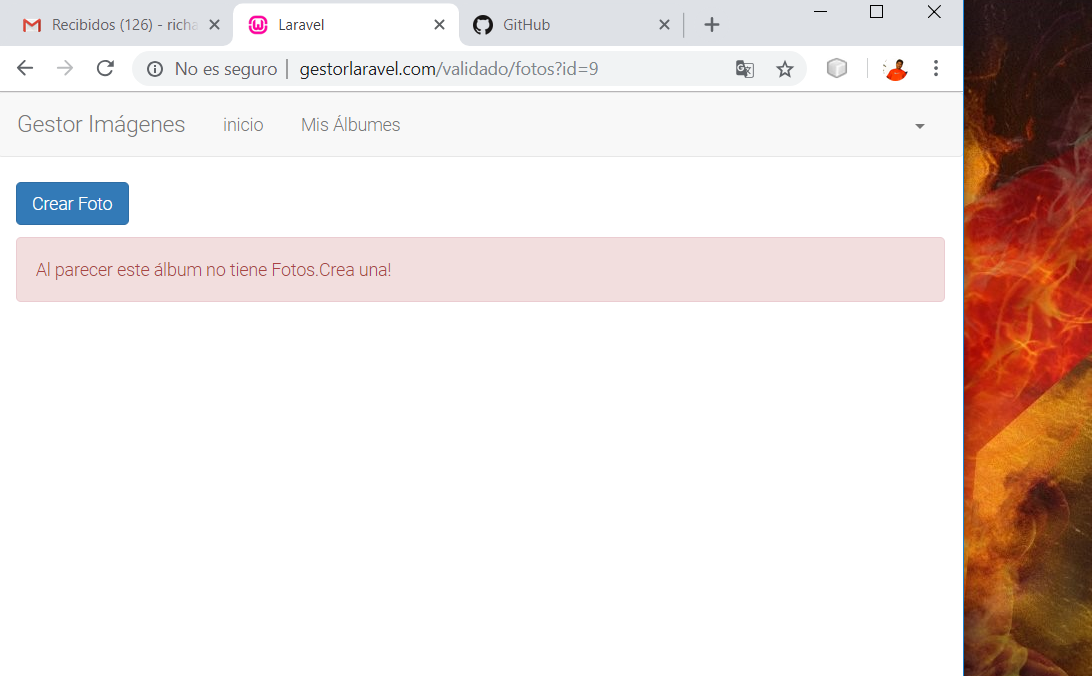 Recibidos (126) - richa
Laravel
GitHub
No es seguro | gestorlaravel.com/validado/fotos?id=9
Gestor Imágenes inicio Mis Álbumes
Crear Foto
Al parecer este álbum no tiene Fotos.Crea una!